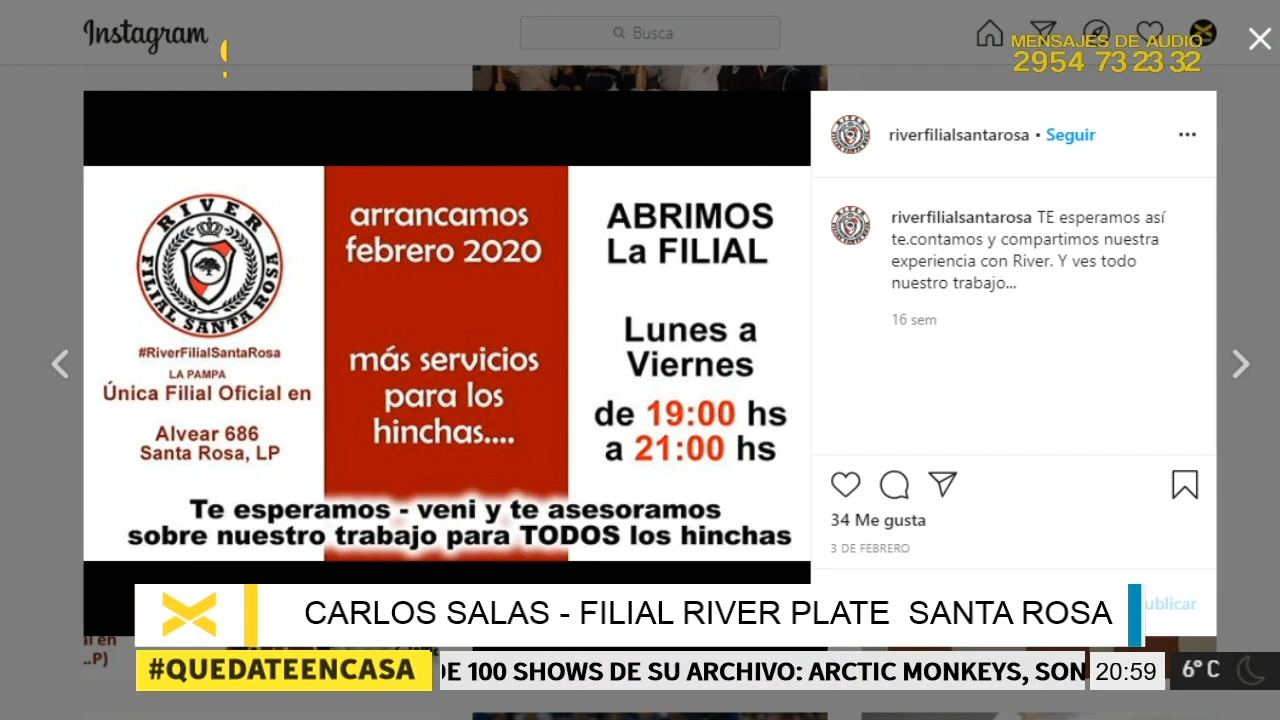 Instagram
Busca
MENSAJES DE AUDIO
2954 73 23 32
RIVER
FILIAL SANTA ROSA
#RiverFilialSantaRosa
LA PAMPA
Única Filial Oficial en
Alvear 686
Santa Rosa, LP
arrancamos
febrero 2020
más servicios
para los
hinchas....
ABRIMOS
La FILIAL
Lunes a
Viernes
de 19:00 hs
a 21:00 hs
Te esperamos - veni y te asesoramos
sobre nuestro trabajo para TODOS los hinchas
riverfilialsantarosa • Seguir
riverfilialsantarosa TE esperamos así
te.contamos y compartimos nuestra
experiencia con River. Y ves todo
nuestro trabajo...
16 sem
34 Me gusta
3 DE FEBRERO
ublicar
CARLOS SALAS - FILIAL RIVER PLATE SANTA ROSA
#QUEDATEENCASA
DE 100 SHOWS DE SU ARCHIVO: ARCTIC MONKEYS, SON
20:59
6° C